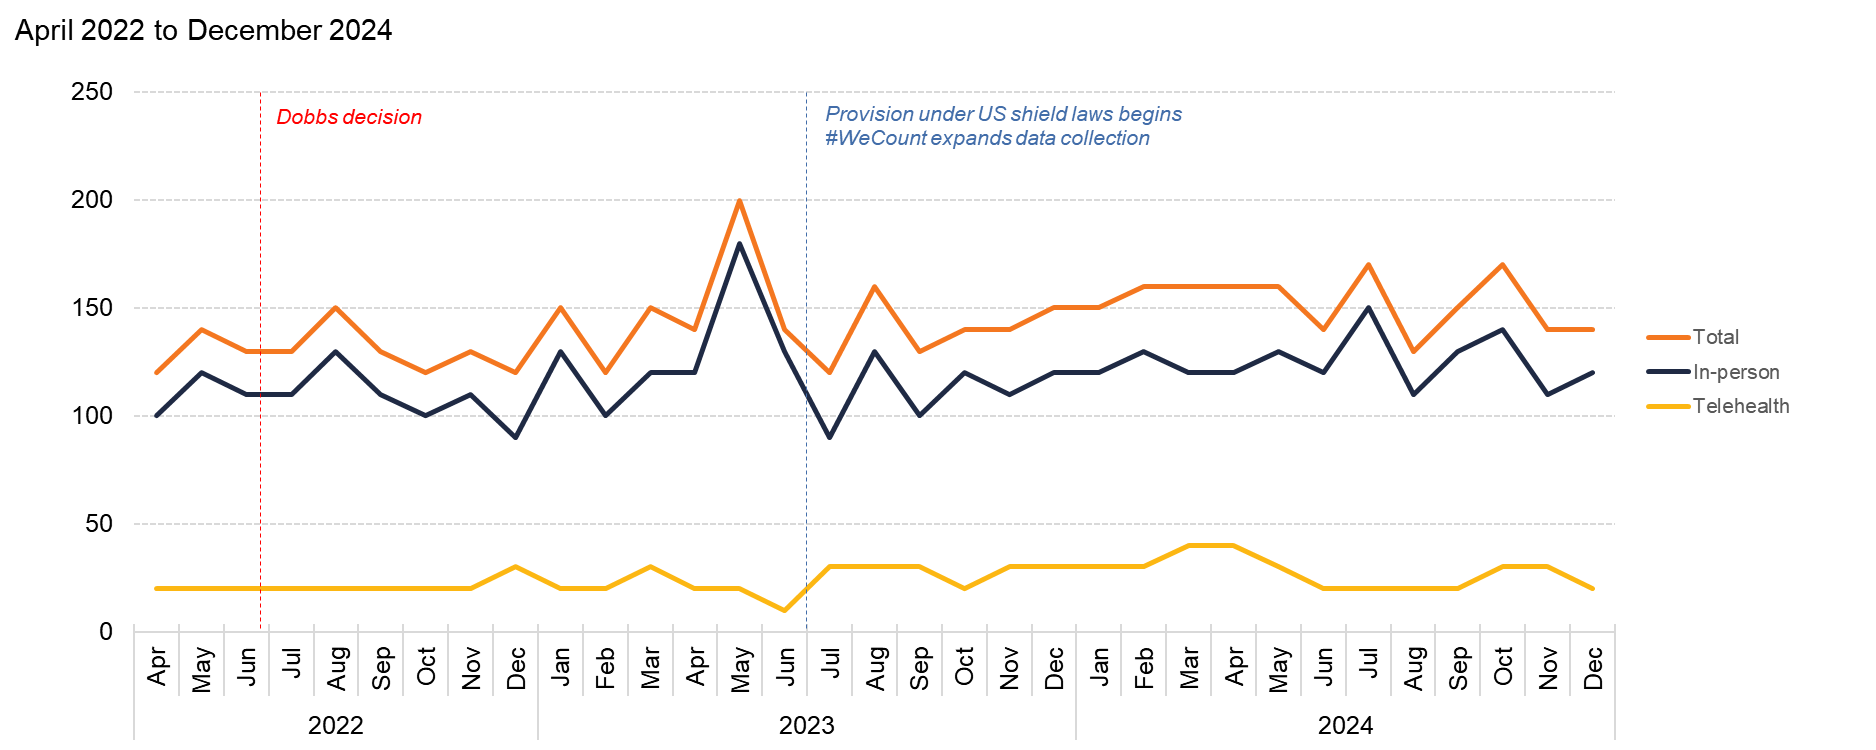 April 2022 to December 2024
250
Dobbs decision
Provision under US shield laws begins
#WeCount expands data collection
200
150
Total
In-person
Telehealth
100
50
0
Apr May Jun Jul Aug Sep Oct Nov Dec Jan Feb Mar Apr May Jun Jul Aug Sep Oct Nov Dec Jan Feb Mar Apr May Jun Jul Aug Sep Oct Nov Dec
2022 2023 2024